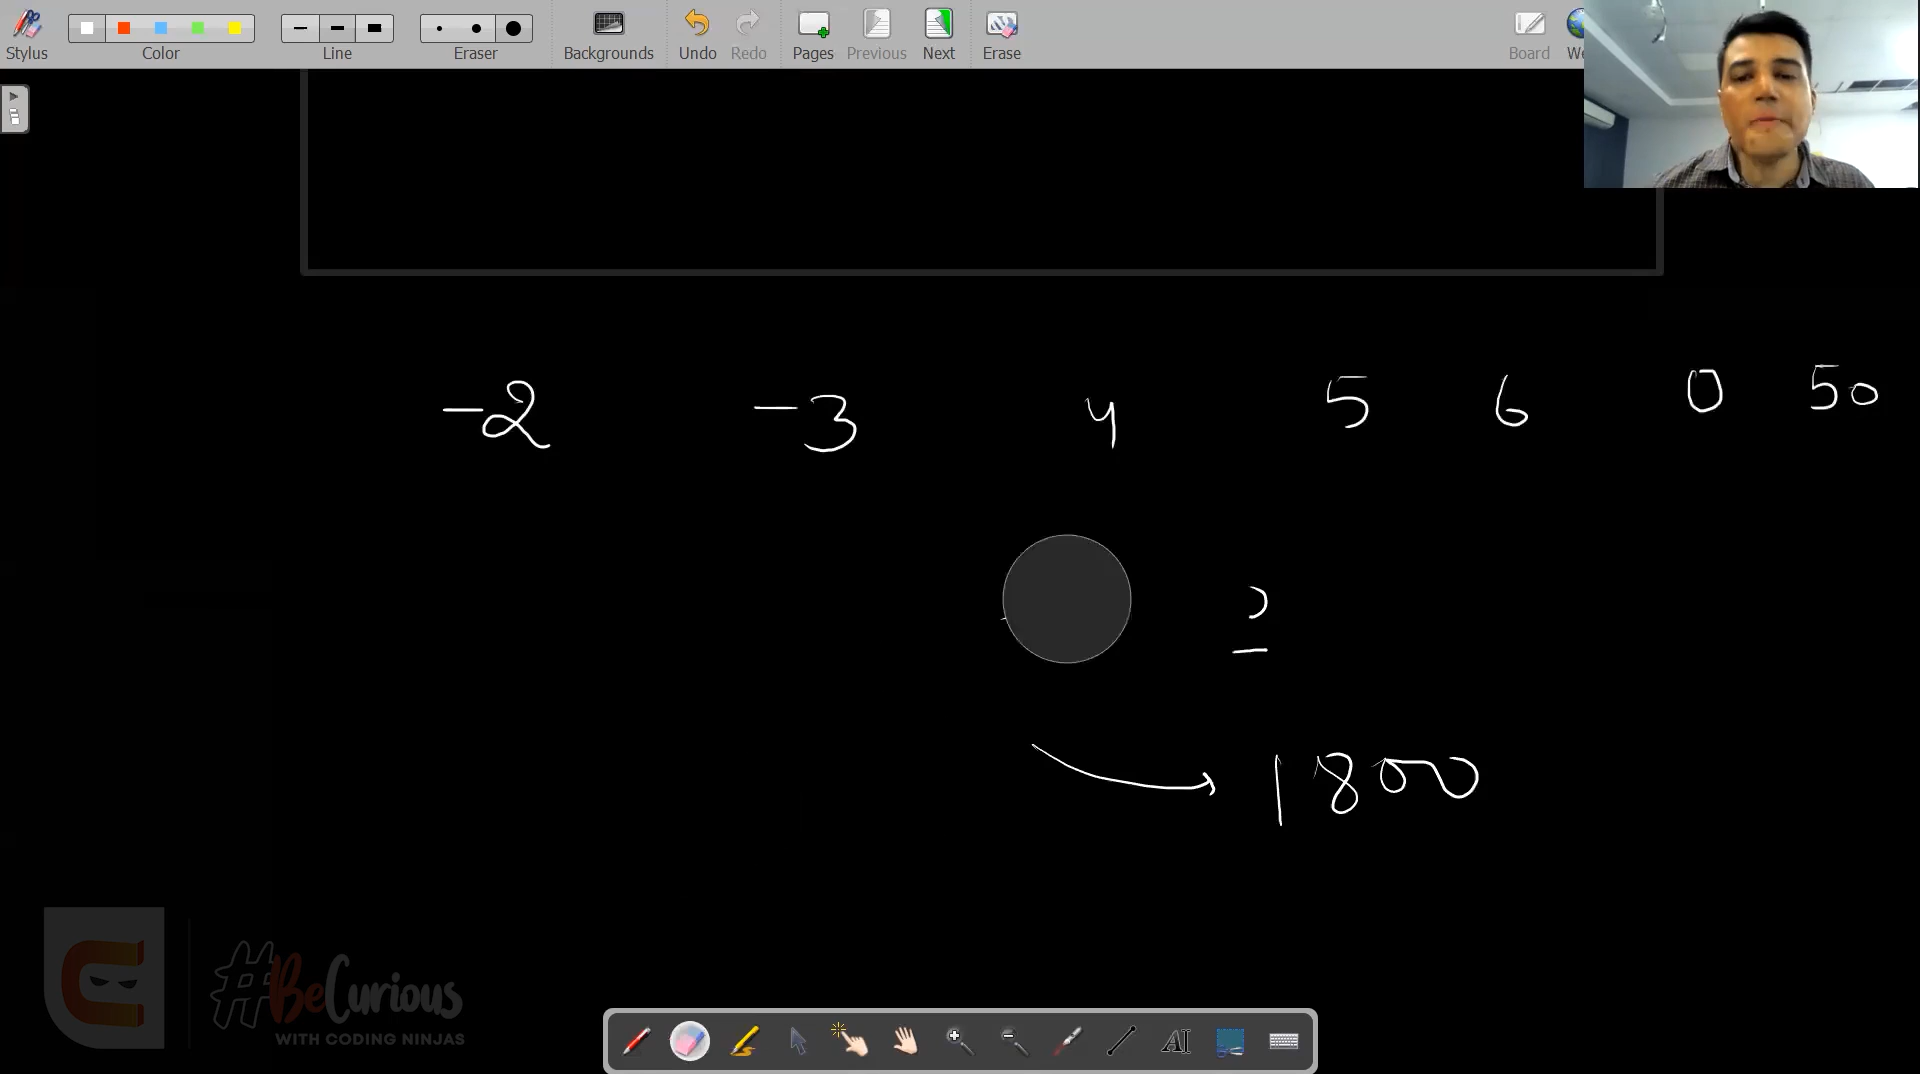 Stylus Color Line Eraser Backgrounds Undo Redo Pages Previous Next Erase Board
-2 -3 4 5 6 0 50
1800
#BeCurious
WITH CODING NINJAS
AI